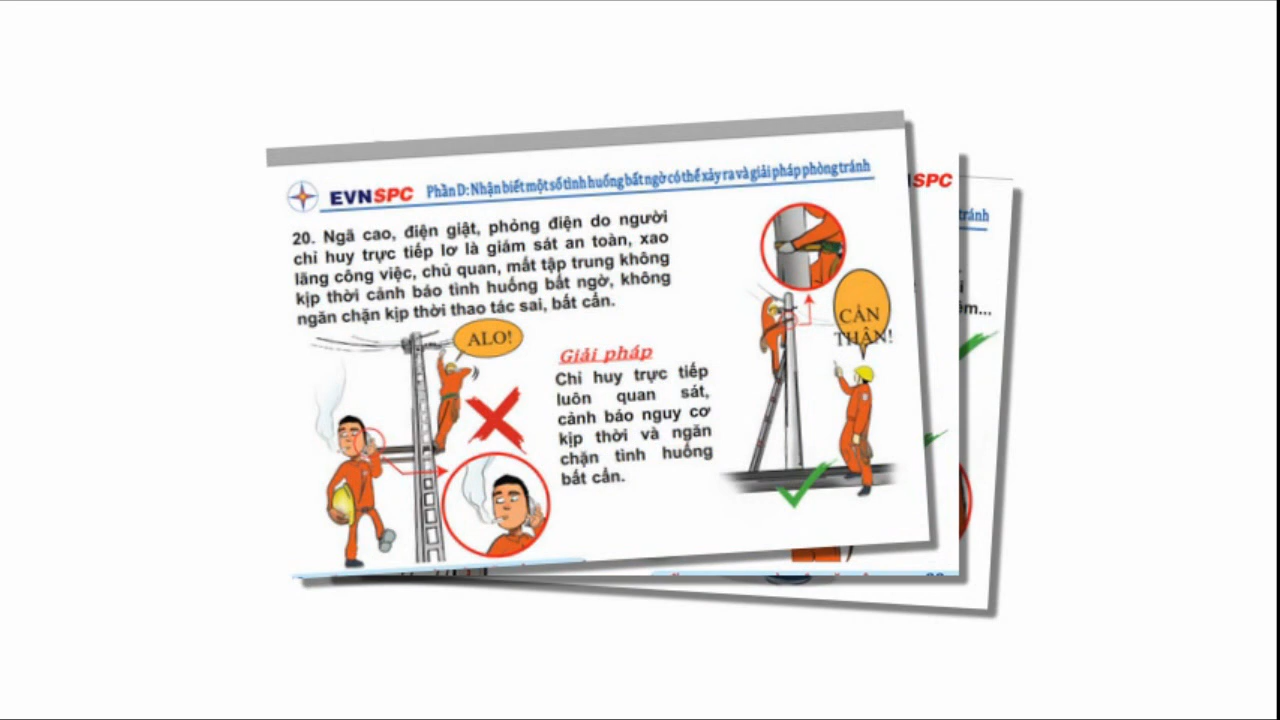 EVNSPC
Phần D: Nhận biết một số tình huống bất ngờ có thể xảy ra và giải pháp phòng tránh
20. Ngã cao, điện giật, phỏng điện do người
chỉ huy trực tiếp lơ là giám sát an toàn, xao
lãng công việc, chủ quan, mất tập trung không
kịp thời cảnh báo tình huống bất ngờ, không
ngăn chặn kịp thời thao tác sai, bất cẩn.
ALO!
Giải pháp
Chỉ huy trực tiếp
luôn quan sát,
cảnh báo nguy cơ
kịp thời và ngăn
chặn tình huống
bất cẩn.
CẨN
THẬN!
SPC
tránh